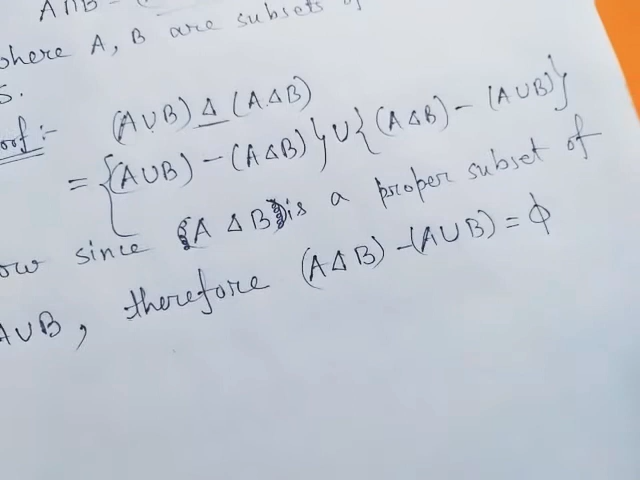 A∩B = (
where A, B are subsets of
S.
Proof :- (A∪B) Δ (AΔB)
= {(A∪B) - (AΔB)} ∪ {(AΔB) - (A∪B)}
Now since (A Δ B) is a proper subset of
A∪B, therefore (AΔB) - (A∪B) = ϕ